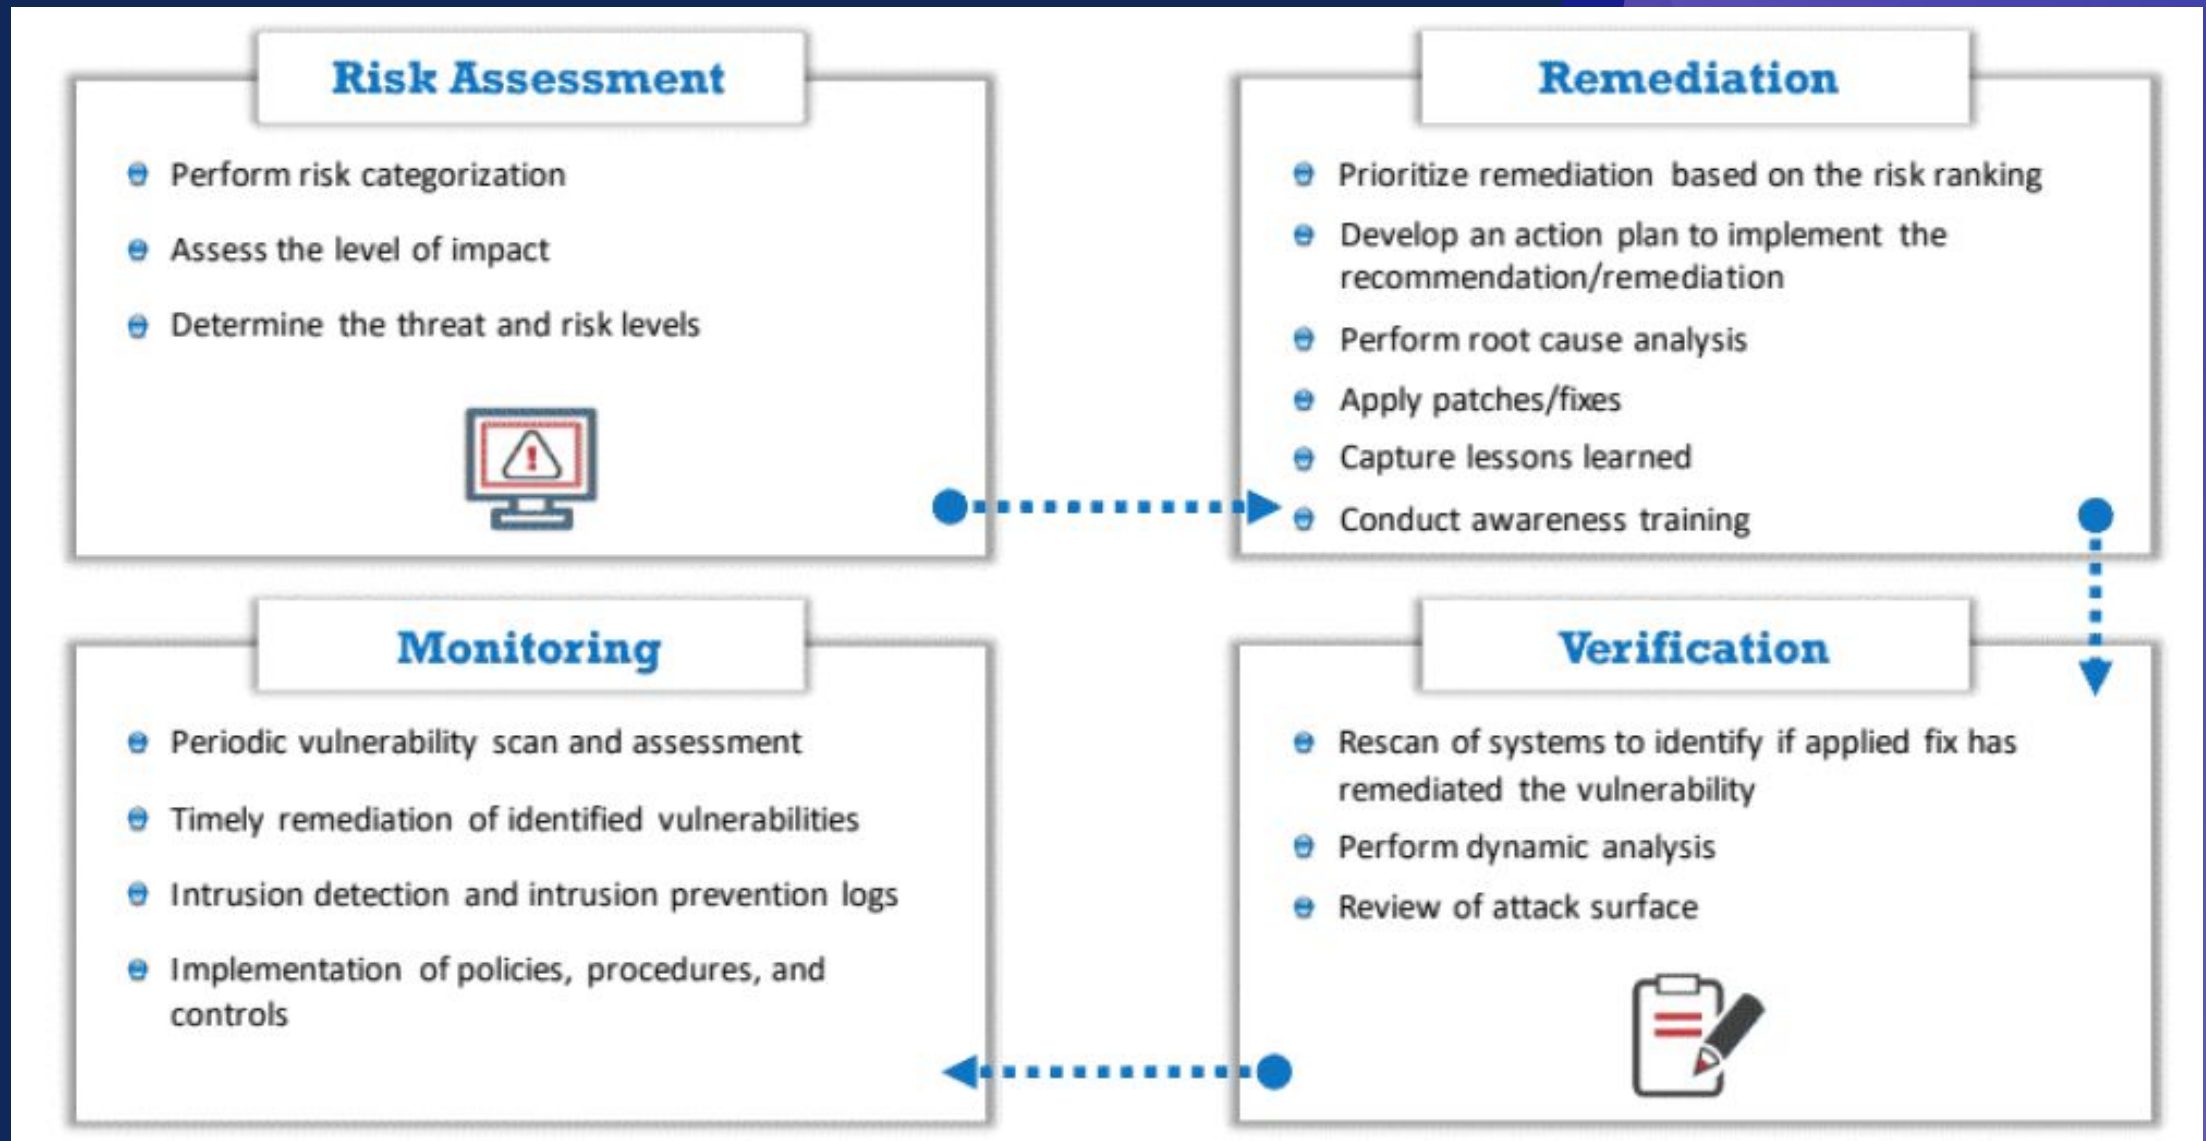 Risk Assessment
Perform risk categorization
Assess the level of impact
Determine the threat and risk levels
Remediation
Prioritize remediation based on the risk ranking
Develop an action plan to implement the
recommendation/remediation
Perform root cause analysis
Apply patches/fixes
Capture lessons learned
Conduct awareness training
Verification
Rescan of systems to identify if applied fix has
remediated the vulnerability
Perform dynamic analysis
Review of attack surface
Monitoring
Periodic vulnerability scan and assessment
Timely remediation of identified vulnerabilities
Intrusion detection and intrusion prevention logs
Implementation of policies, procedures, and
controls